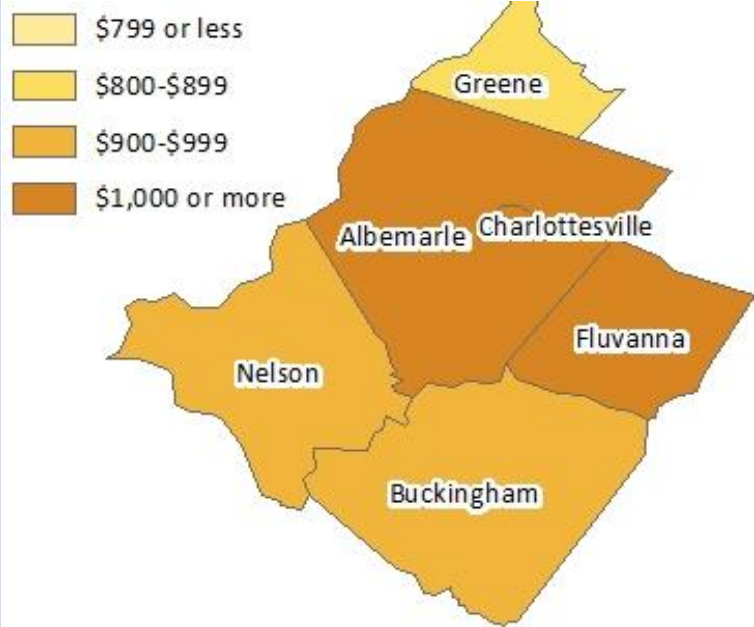 $799 or less
$800-$899
$900-$999
$1,000 or more
Greene
Albemarle
Charlottesville
Fluvanna
Nelson
Buckingham